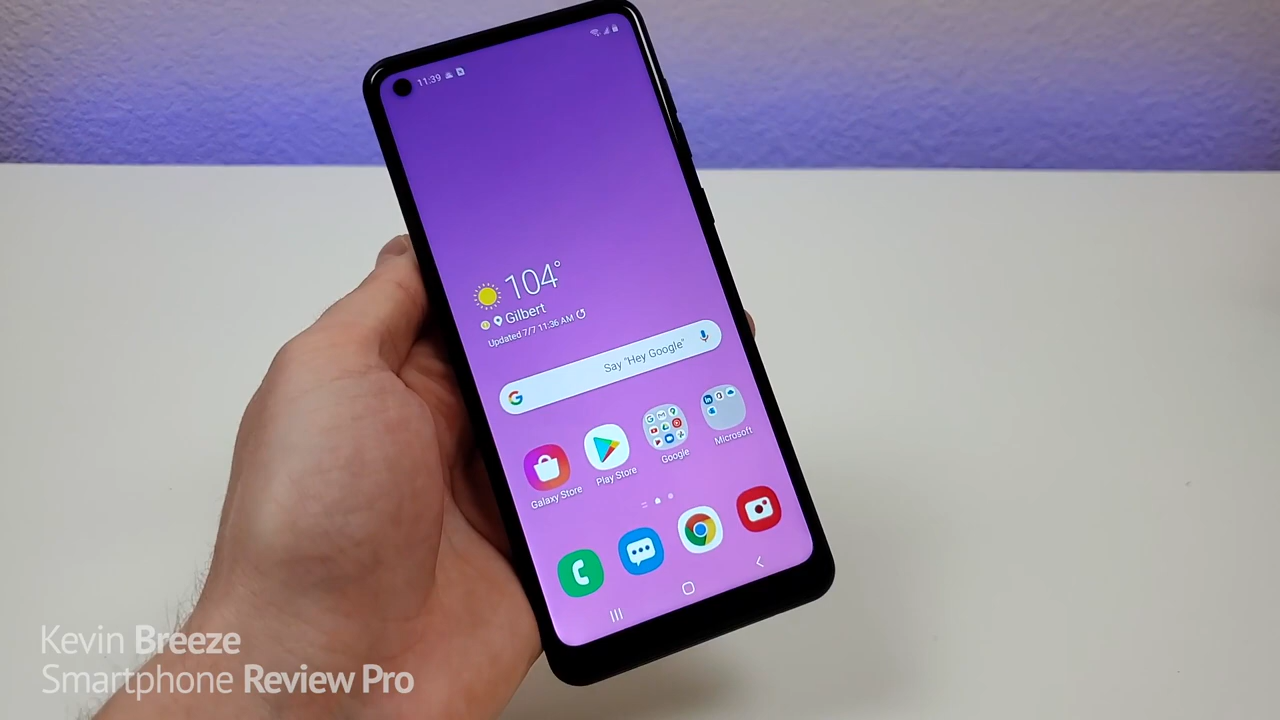 11:39
104°
Gilbert
Updated 7/7 11:36 AM
Say "Hey Google"
Galaxy Store
Play Store
Google
Microsoft
Kevin Breeze
Smartphone Review Pro